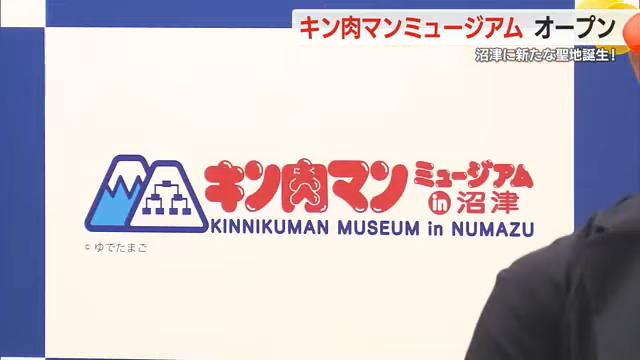 キン肉マンミュージアム オープン
沼津に新たな聖地誕生！
キン肉マン ミュージアム
in 沼津
KINNIKUMAN MUSEUM in NUMAZU
© ゆでたまご